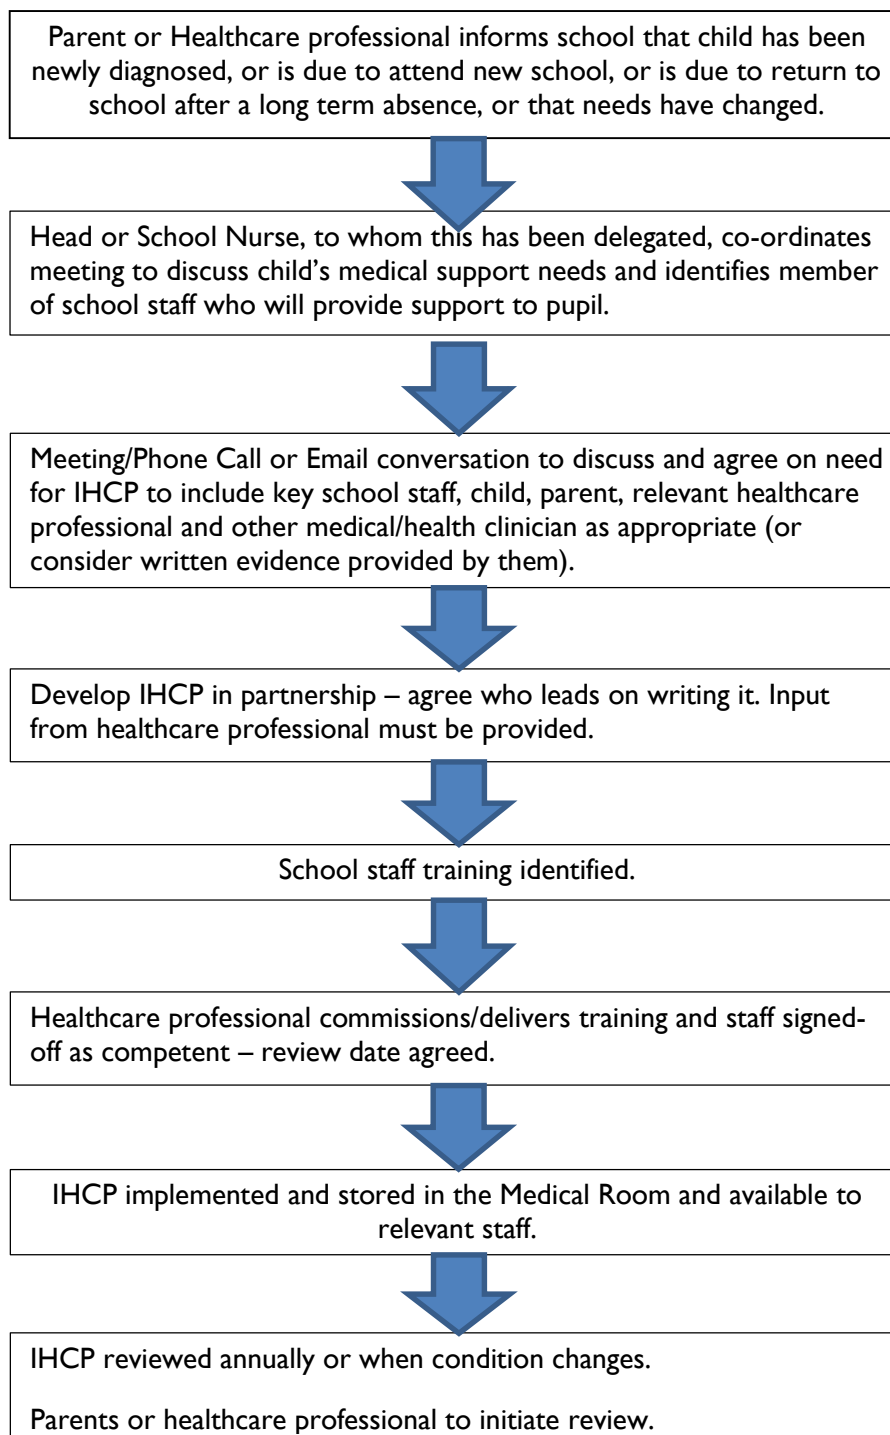 Parent or Healthcare professional informs school that child has been
newly diagnosed, or is due to attend new school, or is due to return to
school after a long term absence, or that needs have changed.
Head or School Nurse, to whom this has been delegated, co-ordinates
meeting to discuss child’s medical support needs and identifies member
of school staff who will provide support to pupil.
Meeting/Phone Call or Email conversation to discuss and agree on need
for IHCP to include key school staff, child, parent, relevant healthcare
professional and other medical/health clinician as appropriate (or
consider written evidence provided by them).
Develop IHCP in partnership – agree who leads on writing it. Input
from healthcare professional must be provided.
School staff training identified.
Healthcare professional commissions/delivers training and staff signed-
off as competent – review date agreed.
IHCP implemented and stored in the Medical Room and available to
relevant staff.
IHCP reviewed annually or when condition changes.
Parents or healthcare professional to initiate review.